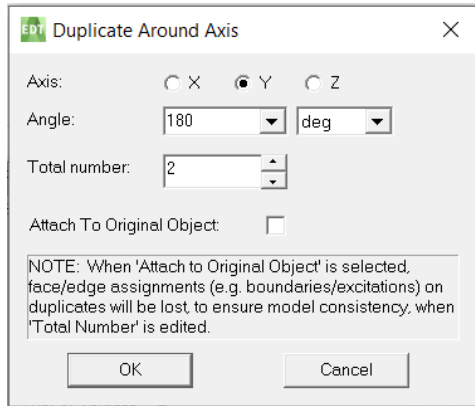 EDT Duplicate Around Axis
Axis: X Y Z
Angle: 180 deg
Total number: 2
Attach To Original Object:
NOTE: When 'Attach to Original Object' is selected,
face/edge assignments (e.g. boundaries/excitations) on
duplicates will be lost, to ensure model consistency, when
'Total Number' is edited.
OK Cancel